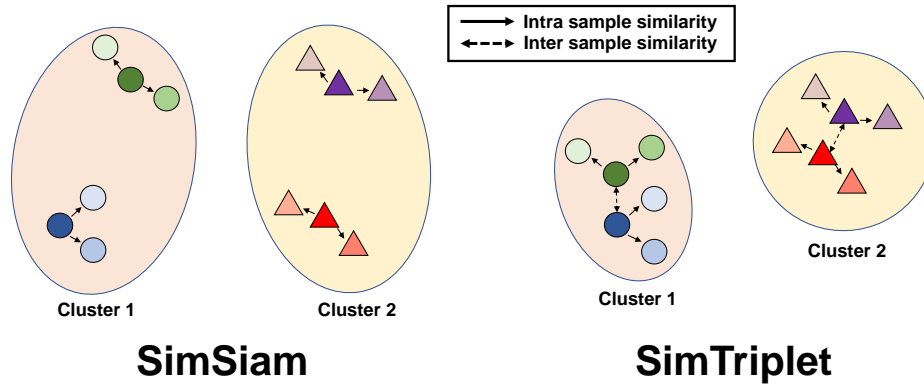 Intra sample similarity
Inter sample similarity
Cluster 1
Cluster 2
Cluster 1
Cluster 2
SimSiam
SimTriplet